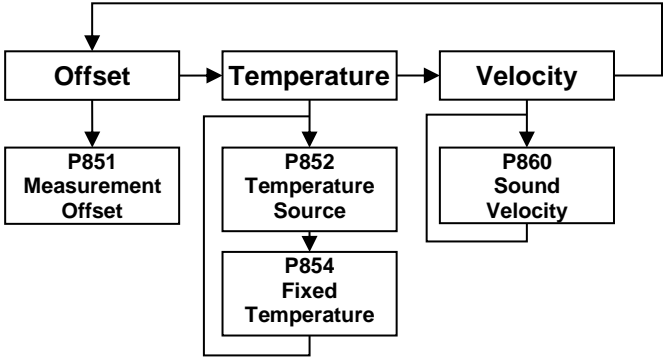 Offset
Temperature
Velocity
P851
Measurement
Offset
P852
Temperature
Source
P860
Sound
Velocity
P854
Fixed
Temperature